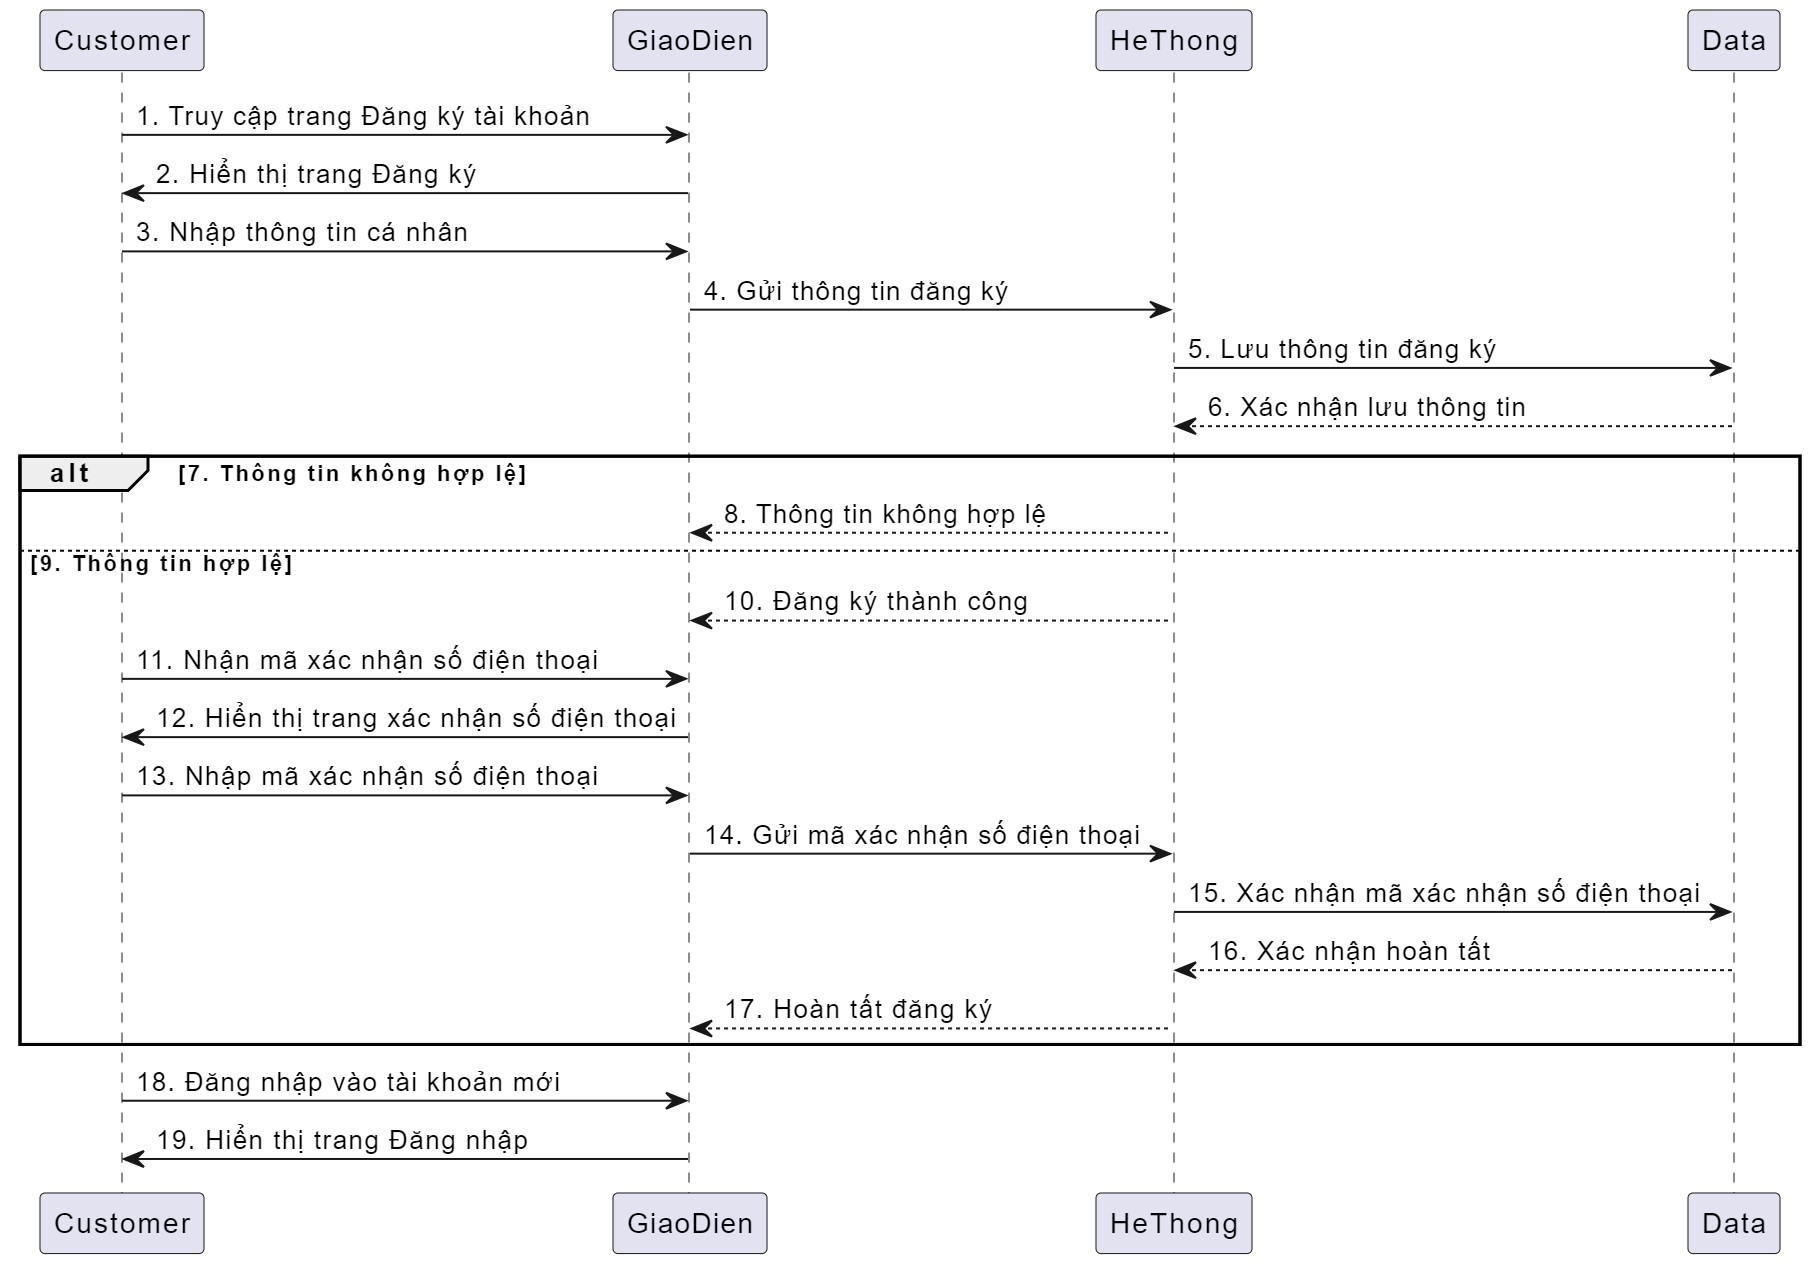 Customer
GiaoDien
HeThong
Data
1. Truy cập trang Đăng ký tài khoản
2. Hiển thị trang Đăng ký
3. Nhập thông tin cá nhân
4. Gửi thông tin đăng ký
5. Lưu thông tin đăng ký
6. Xác nhận lưu thông tin
alt
[7. Thông tin không hợp lệ]
8. Thông tin không hợp lệ
[9. Thông tin hợp lệ]
10. Đăng ký thành công
11. Nhận mã xác nhận số điện thoại
12. Hiển thị trang xác nhận số điện thoại
13. Nhập mã xác nhận số điện thoại
14. Gửi mã xác nhận số điện thoại
15. Xác nhận mã xác nhận số điện thoại
16. Xác nhận hoàn tất
17. Hoàn tất đăng ký
18. Đăng nhập vào tài khoản mới
19. Hiển thị trang Đăng nhập
Customer
GiaoDien
HeThong
Data